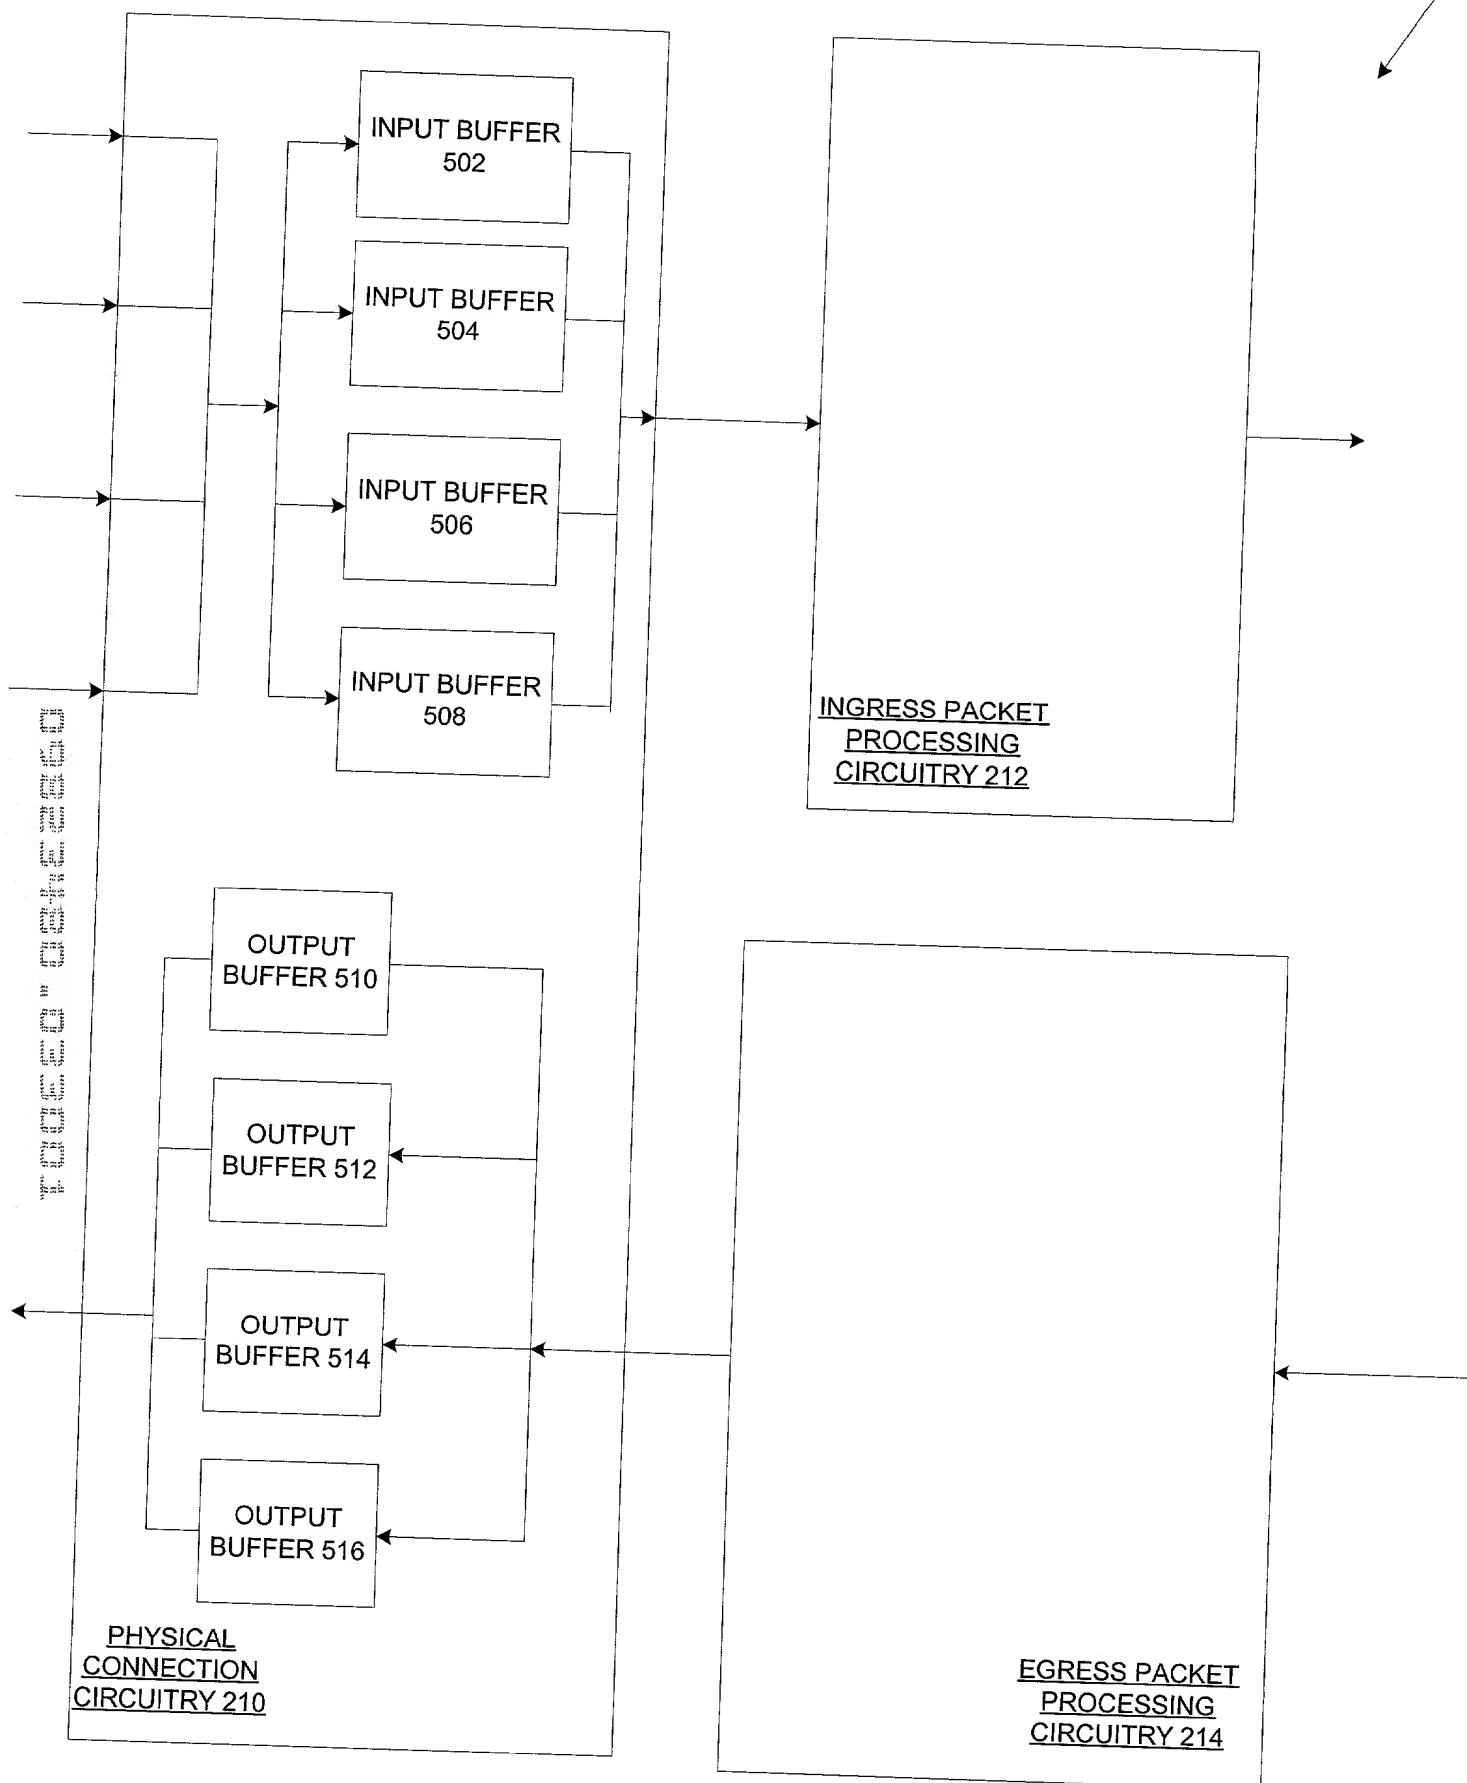 INPUT BUFFER
502
INPUT BUFFER
504
INPUT BUFFER
506
INPUT BUFFER
508
INGRESS PACKET
PROCESSING
CIRCUITRY 212
OUTPUT
BUFFER 510
OUTPUT
BUFFER 512
OUTPUT
BUFFER 514
OUTPUT
BUFFER 516
PHYSICAL
CONNECTION
CIRCUITRY 210
EGRESS PACKET
PROCESSING
CIRCUITRY 214